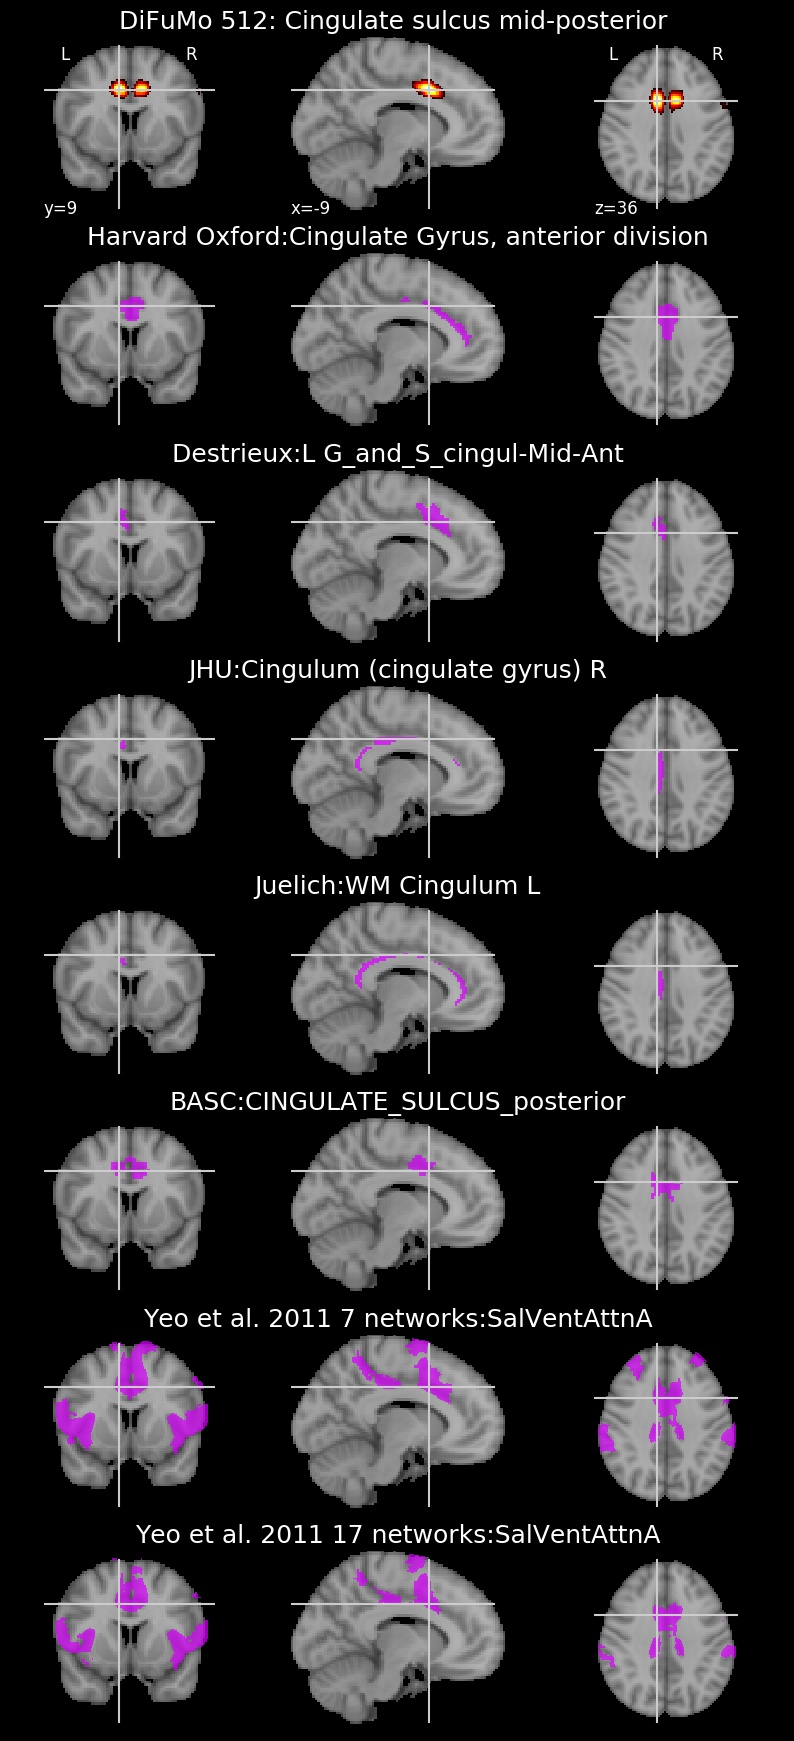 DiFuMo 512: Cingulate sulcus mid-posterior
L R L R
y=9 x=-9 z=36
Harvard Oxford:Cingulate Gyrus, anterior division
Destrieux:L G_and_S_cingul-Mid-Ant
JHU:Cingulum (cingulate gyrus) R
Juelich:WM Cingulum L
BASC:CINGULATE_SULCUS_posterior
Yeo et al. 2011 7 networks:SalVentAttnA
Yeo et al. 2011 17 networks:SalVentAttnA